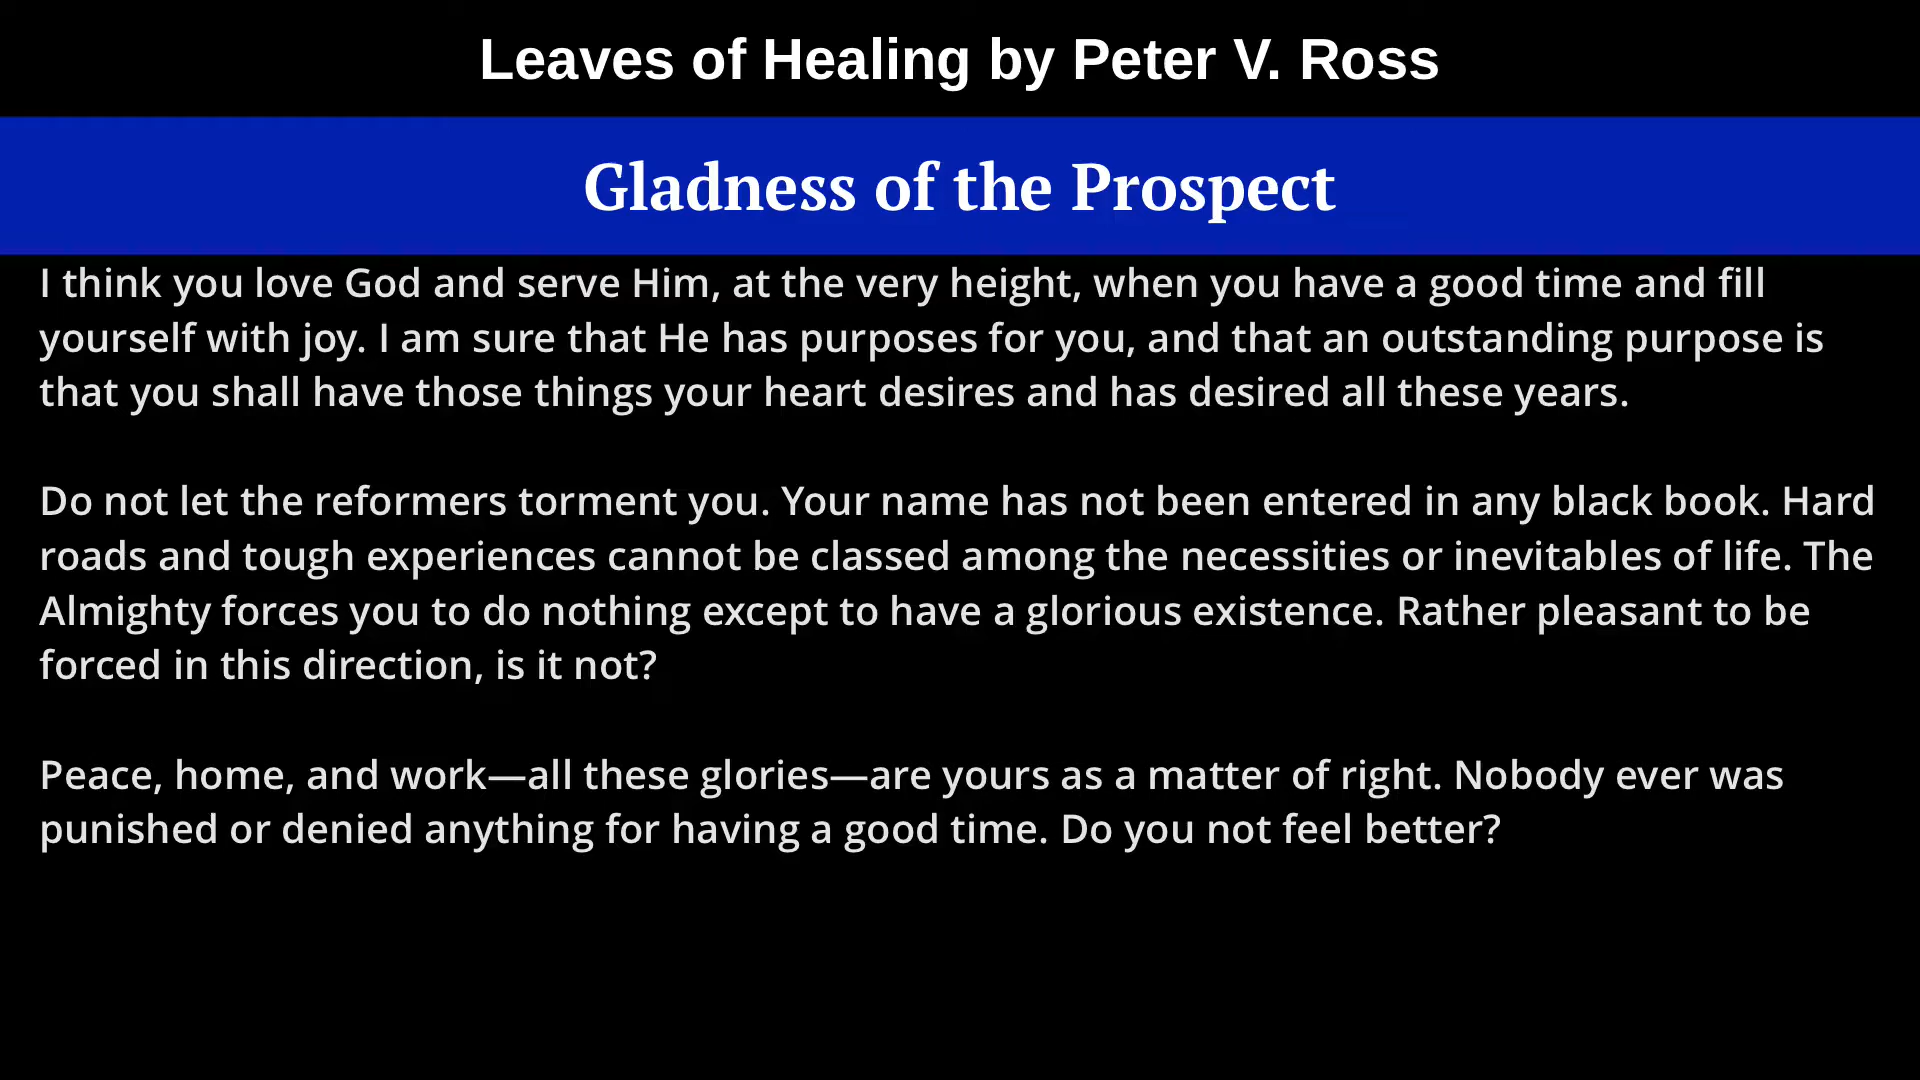 Leaves of Healing by Peter V. Ross
Gladness of the Prospect
I think you love God and serve Him, at the very height, when you have a good time and fill
yourself with joy. I am sure that He has purposes for you, and that an outstanding purpose is
that you shall have those things your heart desires and has desired all these years.
Do not let the reformers torment you. Your name has not been entered in any black book. Hard
roads and tough experiences cannot be classed among the necessities or inevitables of life. The
Almighty forces you to do nothing except to have a glorious existence. Rather pleasant to be
forced in this direction, is it not?
Peace, home, and work—all these glories—are yours as a matter of right. Nobody ever was
punished or denied anything for having a good time. Do you not feel better?